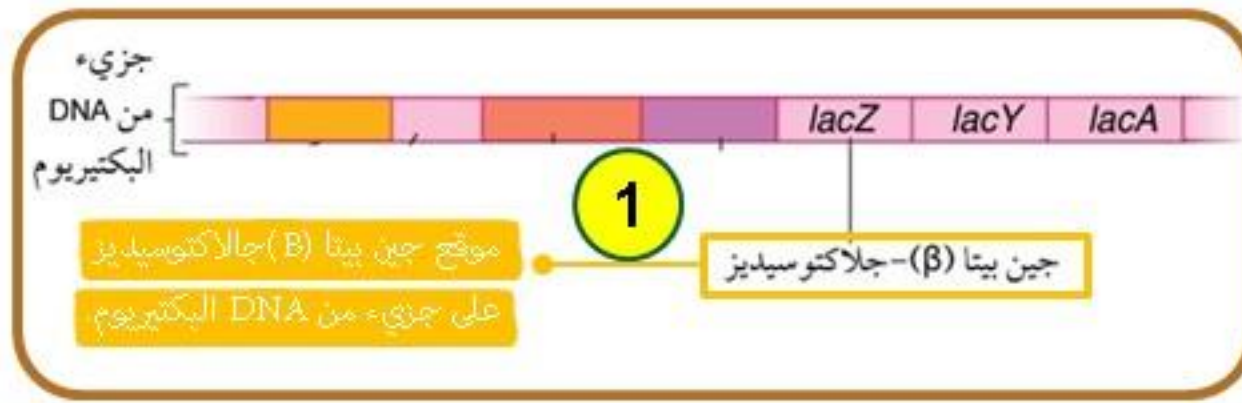 جزيء
من DNA
البكتيريوم
lacZ lacY lacA
1
جين بيتا (β)-جلاكتوسيديز
موقع جين بيتا (B)جالاكتوسيديز
على جزيء من DNA البكتيريوم.